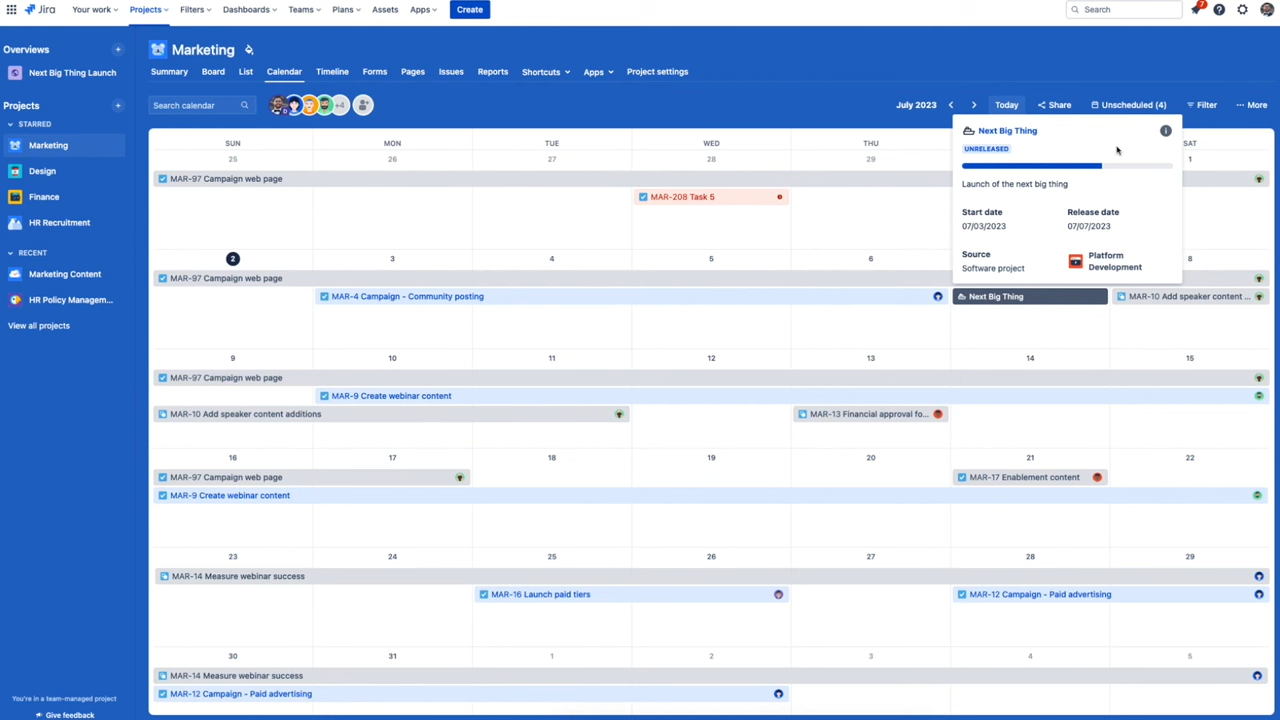 Jira Your work Projects Filters Dashboards Teams Plans Assets Apps Create Search 7
Overviews
Next Big Thing Launch
Projects
STARRED
Marketing
Design
Finance
HR Recruitment
RECENT
Marketing Content
HR Policy Managem...
View all projects
You're in a team-managed project
Give feedback
Marketing
Summary Board List Calendar Timeline Forms Pages Issues Reports Shortcuts Apps Project settings
Search calendar +4 July 2023 Today Share Unscheduled (4) Filter More
SUN MON TUE WED THU SAT
25 26 27 28 29 1
MAR-97 Campaign web page
MAR-208 Task 5
Next Big Thing
UNRELEASED
Launch of the next big thing
Start date Release date
07/03/2023 07/07/2023
Source Platform
Software project Development
2 3 4 5 6 8
MAR-97 Campaign web page
MAR-4 Campaign - Community posting Next Big Thing MAR-10 Add speaker content ...
9 10 11 12 13 14 15
MAR-97 Campaign web page
MAR-9 Create webinar content
MAR-10 Add speaker content additions MAR-13 Financial approval fo...
16 17 18 19 20 21 22
MAR-97 Campaign web page MAR-17 Enablement content
MAR-9 Create webinar content
23 24 25 26 27 28 29
MAR-14 Measure webinar success
MAR-16 Launch paid tiers MAR-12 Campaign - Paid advertising
30 31 1 2 3 4 5
MAR-14 Measure webinar success
MAR-12 Campaign - Paid advertising